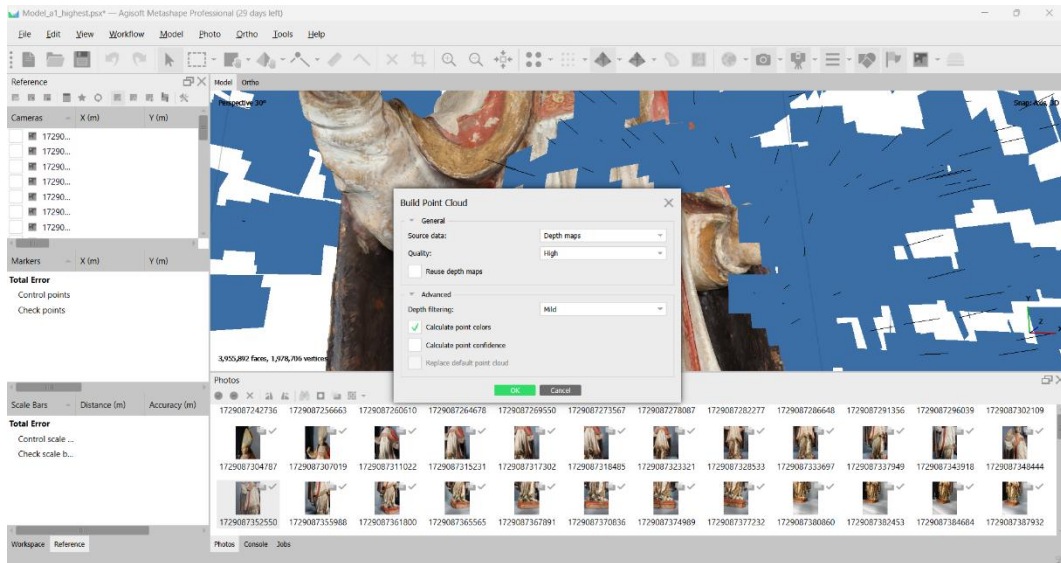 Model_a1_highest.psx* — Agisoft Metashape Professional (29 days left)
File Edit View Workflow Model Photo Ortho Tools Help
Reference
Model Ortho
Perspective 30°
Snap: Axis, 3D
Cameras X (m) Y (m)
17290...
17290...
17290...
17290...
17290...
17290...
17290...
Markers X (m) Y (m)
Total Error
Control points
Check points
Build Point Cloud
General
Source data: Depth maps
Quality: High
Reuse depth maps
Advanced
Depth filtering: Mild
Calculate point colors
Calculate point confidence
Replace default point cloud
OK Cancel
Y
Z
X
3,955,892 faces, 1,978,706 vertices
Photos
Scale Bars Distance (m) Accuracy (m)
Total Error
Control scale ...
Check scale b...
1729087242736 1729087256663 1729087260610 1729087264678 1729087269550 1729087273567 1729087278087 1729087282277 1729087286648 1729087291356 1729087296039 1729087302109
1729087304787 1729087307019 1729087311022 1729087315231 1729087317302 1729087318485 1729087323321 1729087328533 1729087333697 1729087337949 1729087343918 1729087348444
1729087352550 1729087355988 1729087361800 1729087365565 1729087367891 1729087370836 1729087374989 1729087377232 1729087380860 1729087382453 1729087384684 1729087387932
Workspace Reference
Photos Console Jobs